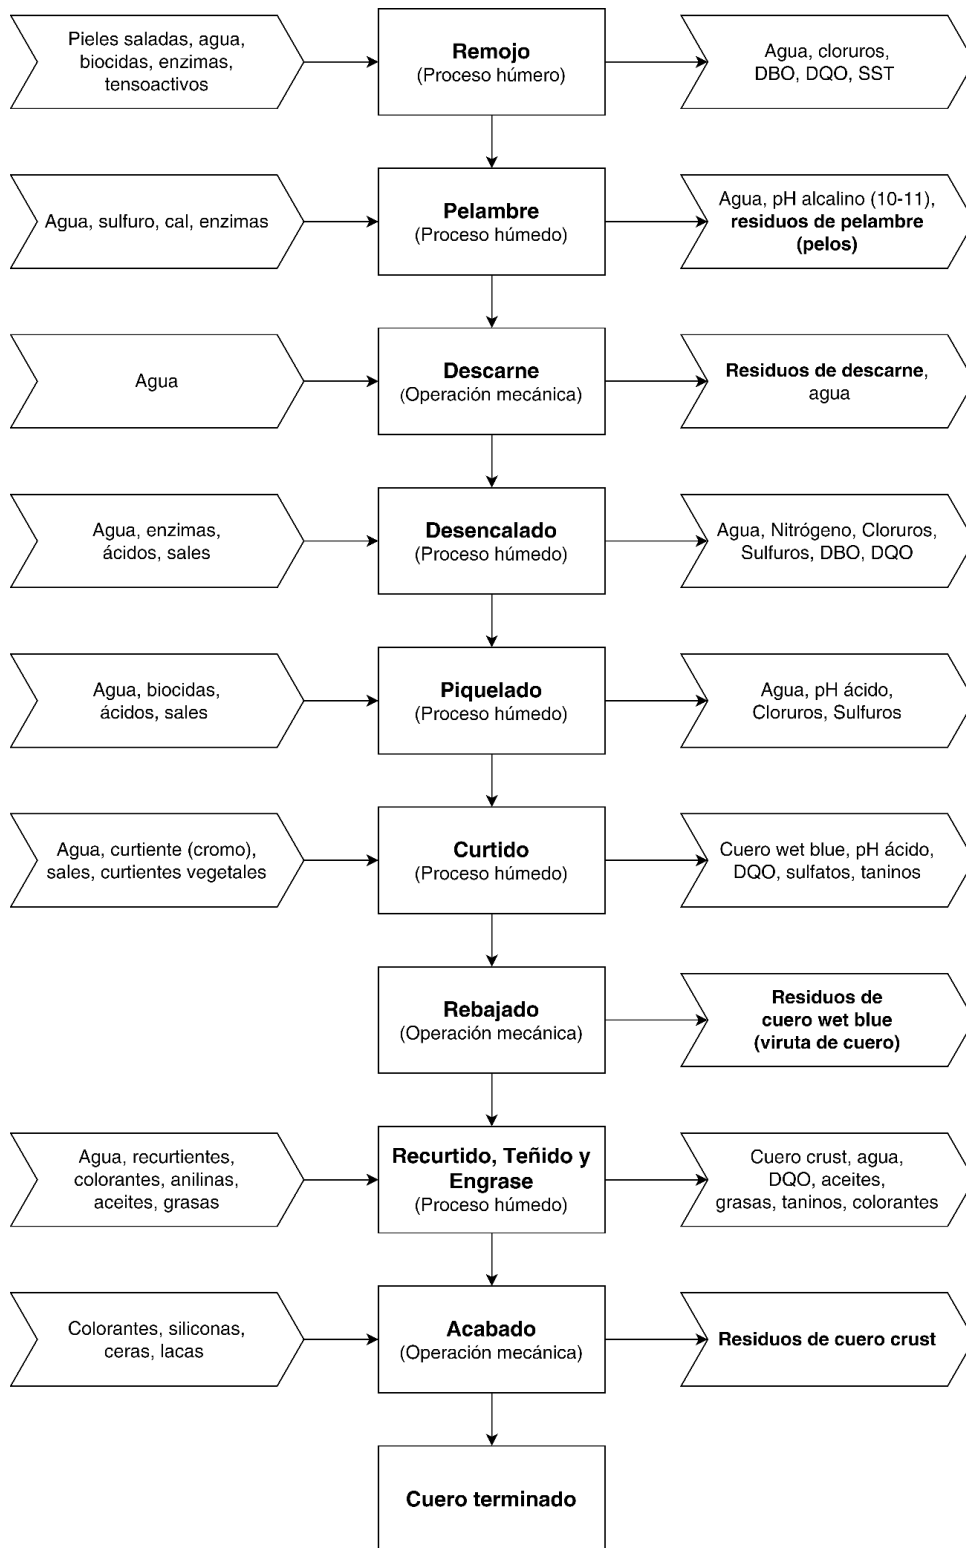 Pieles saladas, agua,
biocidas, enzimas,
tensoactivos
Remojo
(Proceso húmero)
Agua, cloruros,
DBO, DQO, SST
Agua, sulfuro, cal, enzimas
Pelambre
(Proceso húmedo)
Agua, pH alcalino (10-11),
residuos de pelambre
(pelos)
Agua
Descarne
(Operación mecánica)
Residuos de descarne,
agua
Agua, enzimas,
ácidos, sales
Desencalado
(Proceso húmedo)
Agua, Nitrógeno, Cloruros,
Sulfuros, DBO, DQO
Agua, biocidas,
ácidos, sales
Piquelado
(Proceso húmedo)
Agua, pH ácido,
Cloruros, Sulfuros
Agua, curtiente (cromo),
sales, curtientes vegetales
Curtido
(Proceso húmedo)
Cuero wet blue, pH ácido,
DQO, sulfatos, taninos
Rebajado
(Operación mecánica)
Residuos de
cuero wet blue
(viruta de cuero)
Agua, recurtientes,
colorantes, anilinas,
aceites, grasas
Recurtido, Teñido y
Engrase
(Proceso húmedo)
Cuero crust, agua,
DQO, aceites,
grasas, taninos, colorantes
Colorantes, siliconas,
ceras, lacas
Acabado
(Operación mecánica)
Residuos de cuero crust
Cuero terminado